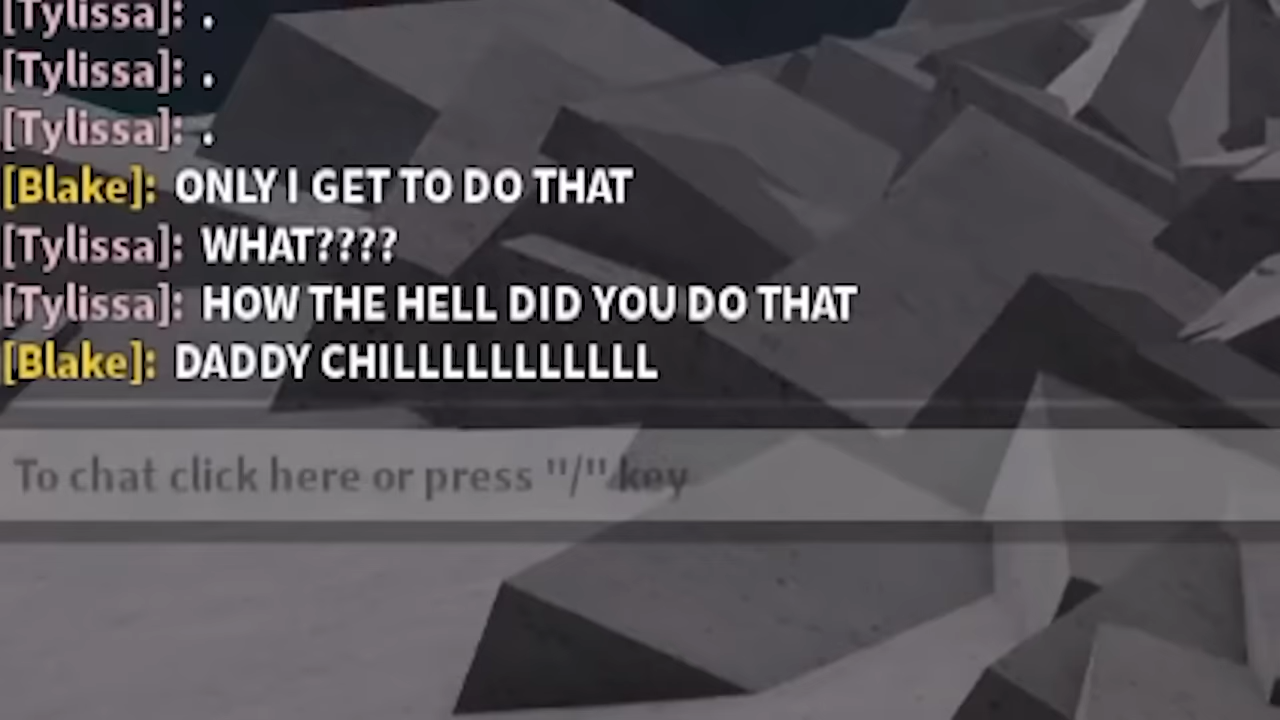 [Tylissa]: .
[Tylissa]: .
[Tylissa]: .
[Blake]: ONLY I GET TO DO THAT
[Tylissa]: WHAT????
[Tylissa]: HOW THE HELL DID YOU DO THAT
[Blake]: DADDY CHILLLLLLLLLLL
To chat click here or press "/" key